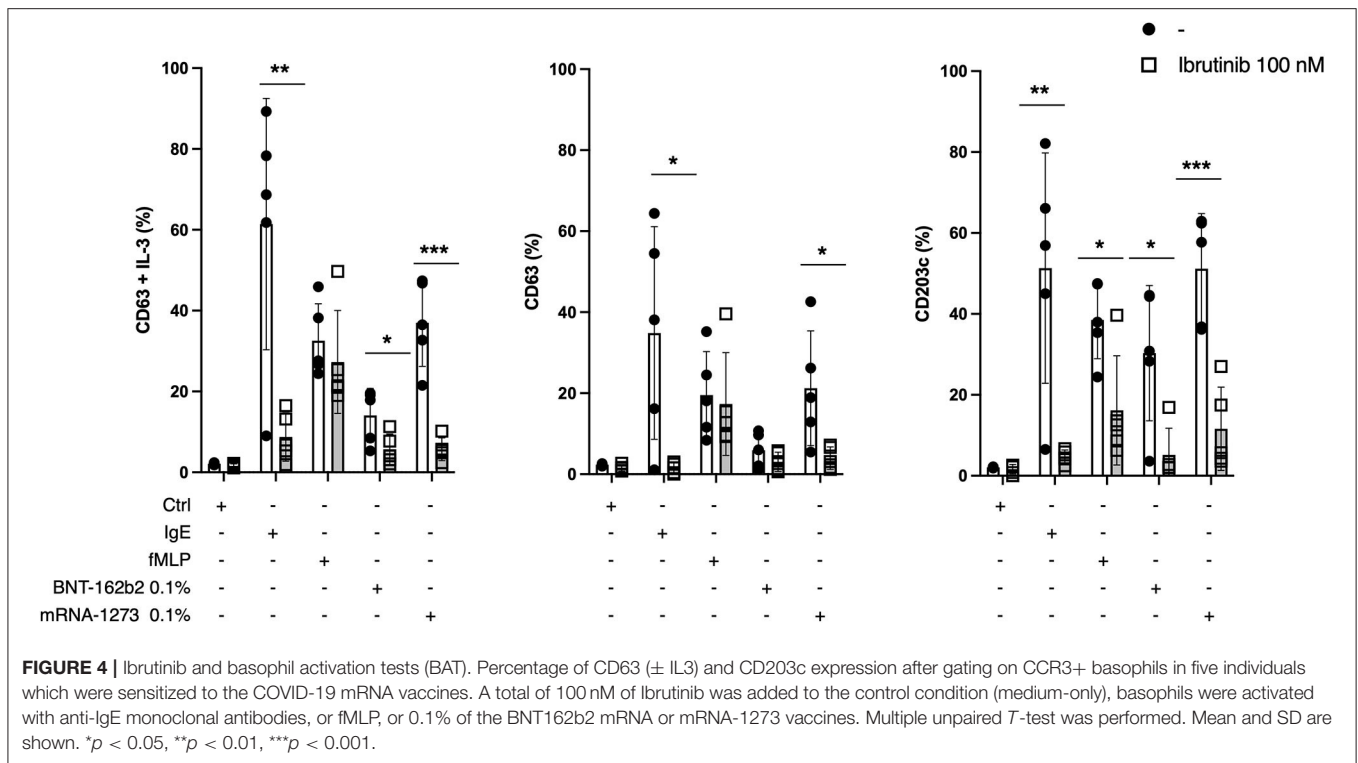 ● -
□ Ibrutinib 100 nM
CD63 + IL-3 (%)
100
80
60
40
20
0
** * ***
CD63 (%)
100
80
60
40
20
0
* *
CD203c (%)
100
80
60
40
20
0
** * * ***
Ctrl + - - - - + - - - - + - - - -
IgE - + - - - - + - - - - + - - -
fMLP - - + - - - - + - - - - + - -
BNT-162b2 0.1% - - - + - - - - + - - - - + -
mRNA-1273 0.1% - - - - + - - - - + - - - - +
FIGURE 4 | Ibrutinib and basophil activation tests (BAT). Percentage of CD63 (± IL3) and CD203c expression after gating on CCR3+ basophils in five individuals
which were sensitized to the COVID-19 mRNA vaccines. A total of 100 nM of Ibrutinib was added to the control condition (medium-only), basophils were activated
with anti-IgE monoclonal antibodies, or fMLP, or 0.1% of the BNT162b2 mRNA or mRNA-1273 vaccines. Multiple unpaired T-test was performed. Mean and SD are
shown. *p < 0.05, **p < 0.01, ***p < 0.001.